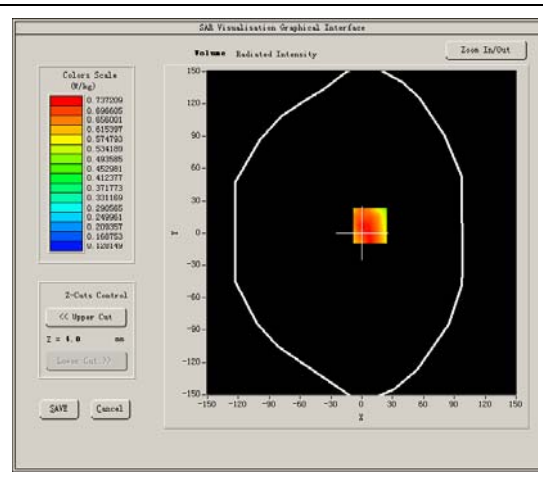 SAR Visualisation Graphical Interface
Volume Radiated Intensity
Zoom In/Out
Colors Scale
(W/kg)
0.737209
0.696605
0.656001
0.615397
0.574793
0.534189
0.493585
0.452981
0.412377
0.371773
0.331169
0.290565
0.249961
0.209357
0.168753
0.128149
150
120
90
60
30
0
-30
-60
-90
-120
-150
Y
-150 -120 -90 -60 -30 0 30 60 90 120 150
X
Z-Cuts Control
<< Upper Cut
Z = 4.0 mm
Lower Cut >>
SAVE Cancel